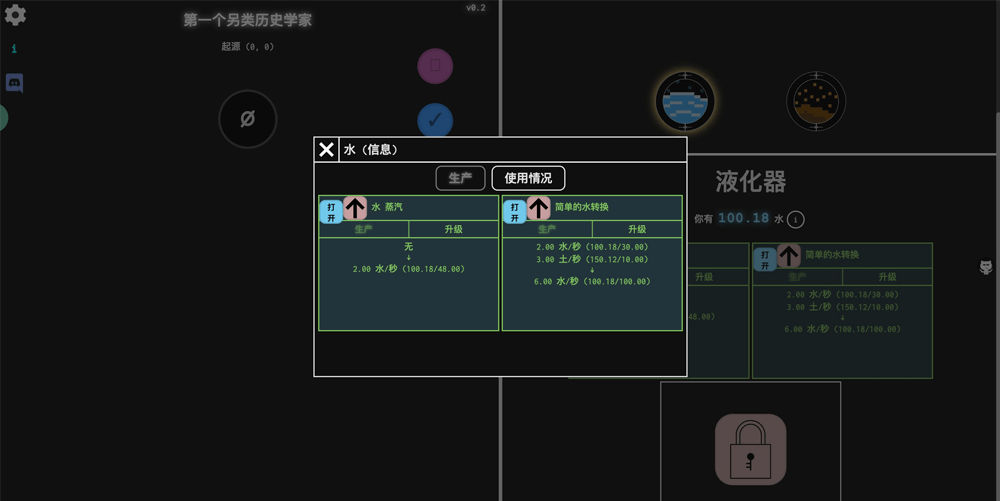 v0.2
第一个另类历史学家
起源 (0, 0)
i
水 (信息)
生产
使用情况
打开
水 蒸汽
生产
升级
无
↓
2.00 水/秒 (100.18/48.00)
打开
简单的水转换
生产
升级
2.00 水/秒 (100.18/30.00)
3.00 土/秒 (150.12/10.00)
↓
6.00 水/秒 (100.18/100.00)
液化器
你有 100.18 水 i
打开
简单的水转换
生产
升级
48.00)
2.00 水/秒 (100.18/30.00)
3.00 土/秒 (150.12/10.00)
↓
6.00 水/秒 (100.18/100.00)